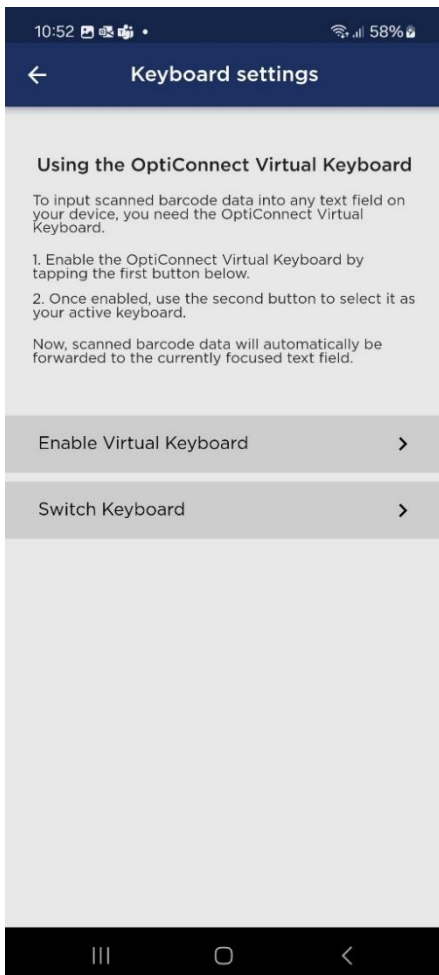 10:52 58%
Keyboard settings
Using the OptiConnect Virtual Keyboard
To input scanned barcode data into any text field on
your device, you need the OptiConnect Virtual
Keyboard.
1. Enable the OptiConnect Virtual Keyboard by
tapping the first button below.
2. Once enabled, use the second button to select it as
your active keyboard.
Now, scanned barcode data will automatically be
forwarded to the currently focused text field.
Enable Virtual Keyboard
Switch Keyboard